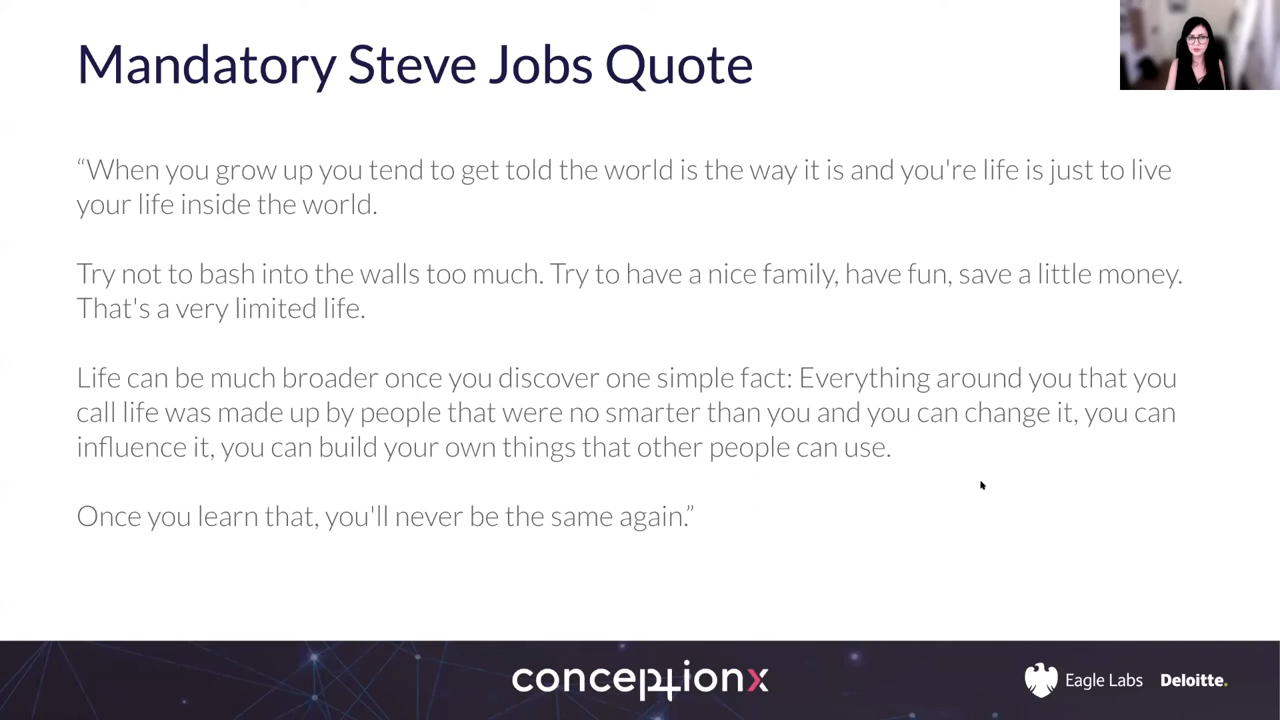 Mandatory Steve Jobs Quote
“When you grow up you tend to get told the world is the way it is and you're life is just to live
your life inside the world.
Try not to bash into the walls too much. Try to have a nice family, have fun, save a little money.
That's a very limited life.
Life can be much broader once you discover one simple fact: Everything around you that you
call life was made up by people that were no smarter than you and you can change it, you can
influence it, you can build your own things that other people can use.
Once you learn that, you'll never be the same again.”
conceptionx
Eagle Labs
Deloitte.